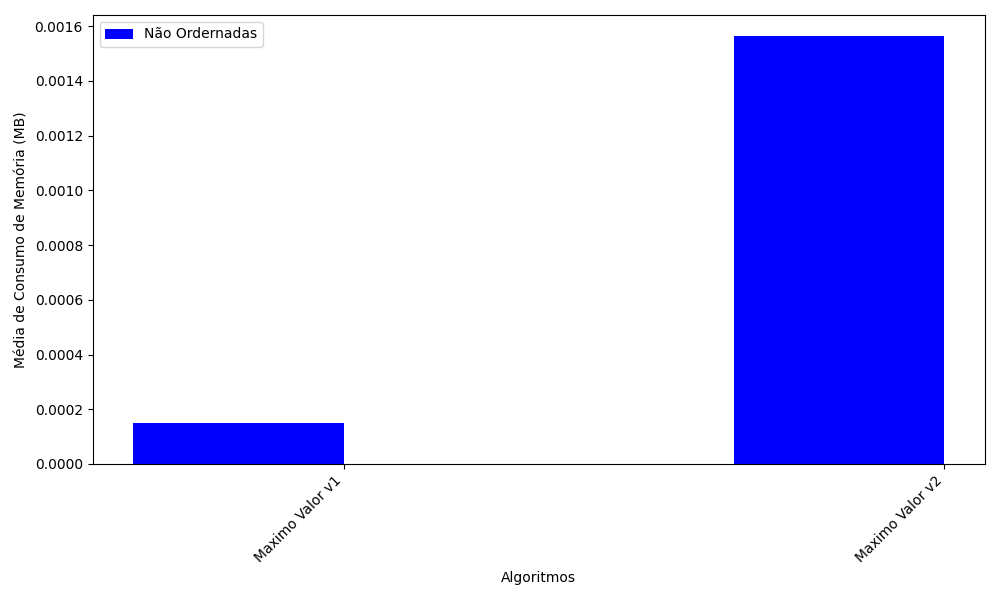 Não Ordernadas
0.0016
0.0014
0.0012
0.0010
0.0008
0.0006
0.0004
0.0002
0.0000
Média de Consumo de Memória (MB)
Maximo Valor v1
Maximo Valor v2
Algoritmos